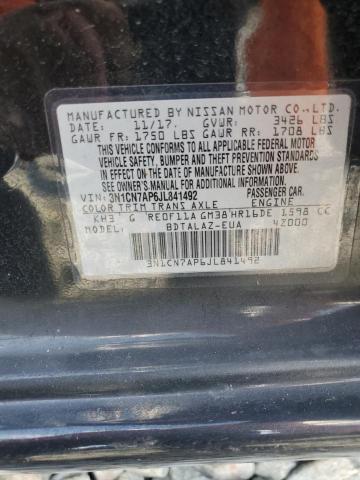 MANUFACTURED BY NISSAN MOTOR CO.,LTD.
DATE: 11/17. GVWR: 3426 LBS
GAWR FR: 1750 LBS GAWR RR: 1708 LBS
THIS VEHICLE CONFORMS TO ALL APPLICABLE FEDERAL MOTOR
VEHICLE SAFETY, BUMPER AND THEFT PREVENTION STANDARDS
IN EFFECT ON THE DATE OF MANUFACTURE SHOWN ABOVE.
SEE OWNER'S MANUAL FOR ADDITIONAL WEIGHT INFORMATION.
VIN: 3N1CN7AP6JL841492 PASSENGER CAR.
COLOR TRIM TRANS AXLE ENGINE
KH3 G RE0F11A GM38 HR16DE 1598 CC
BDTALAZ-EUA 4Z000
3N1CN7AP6JL841492